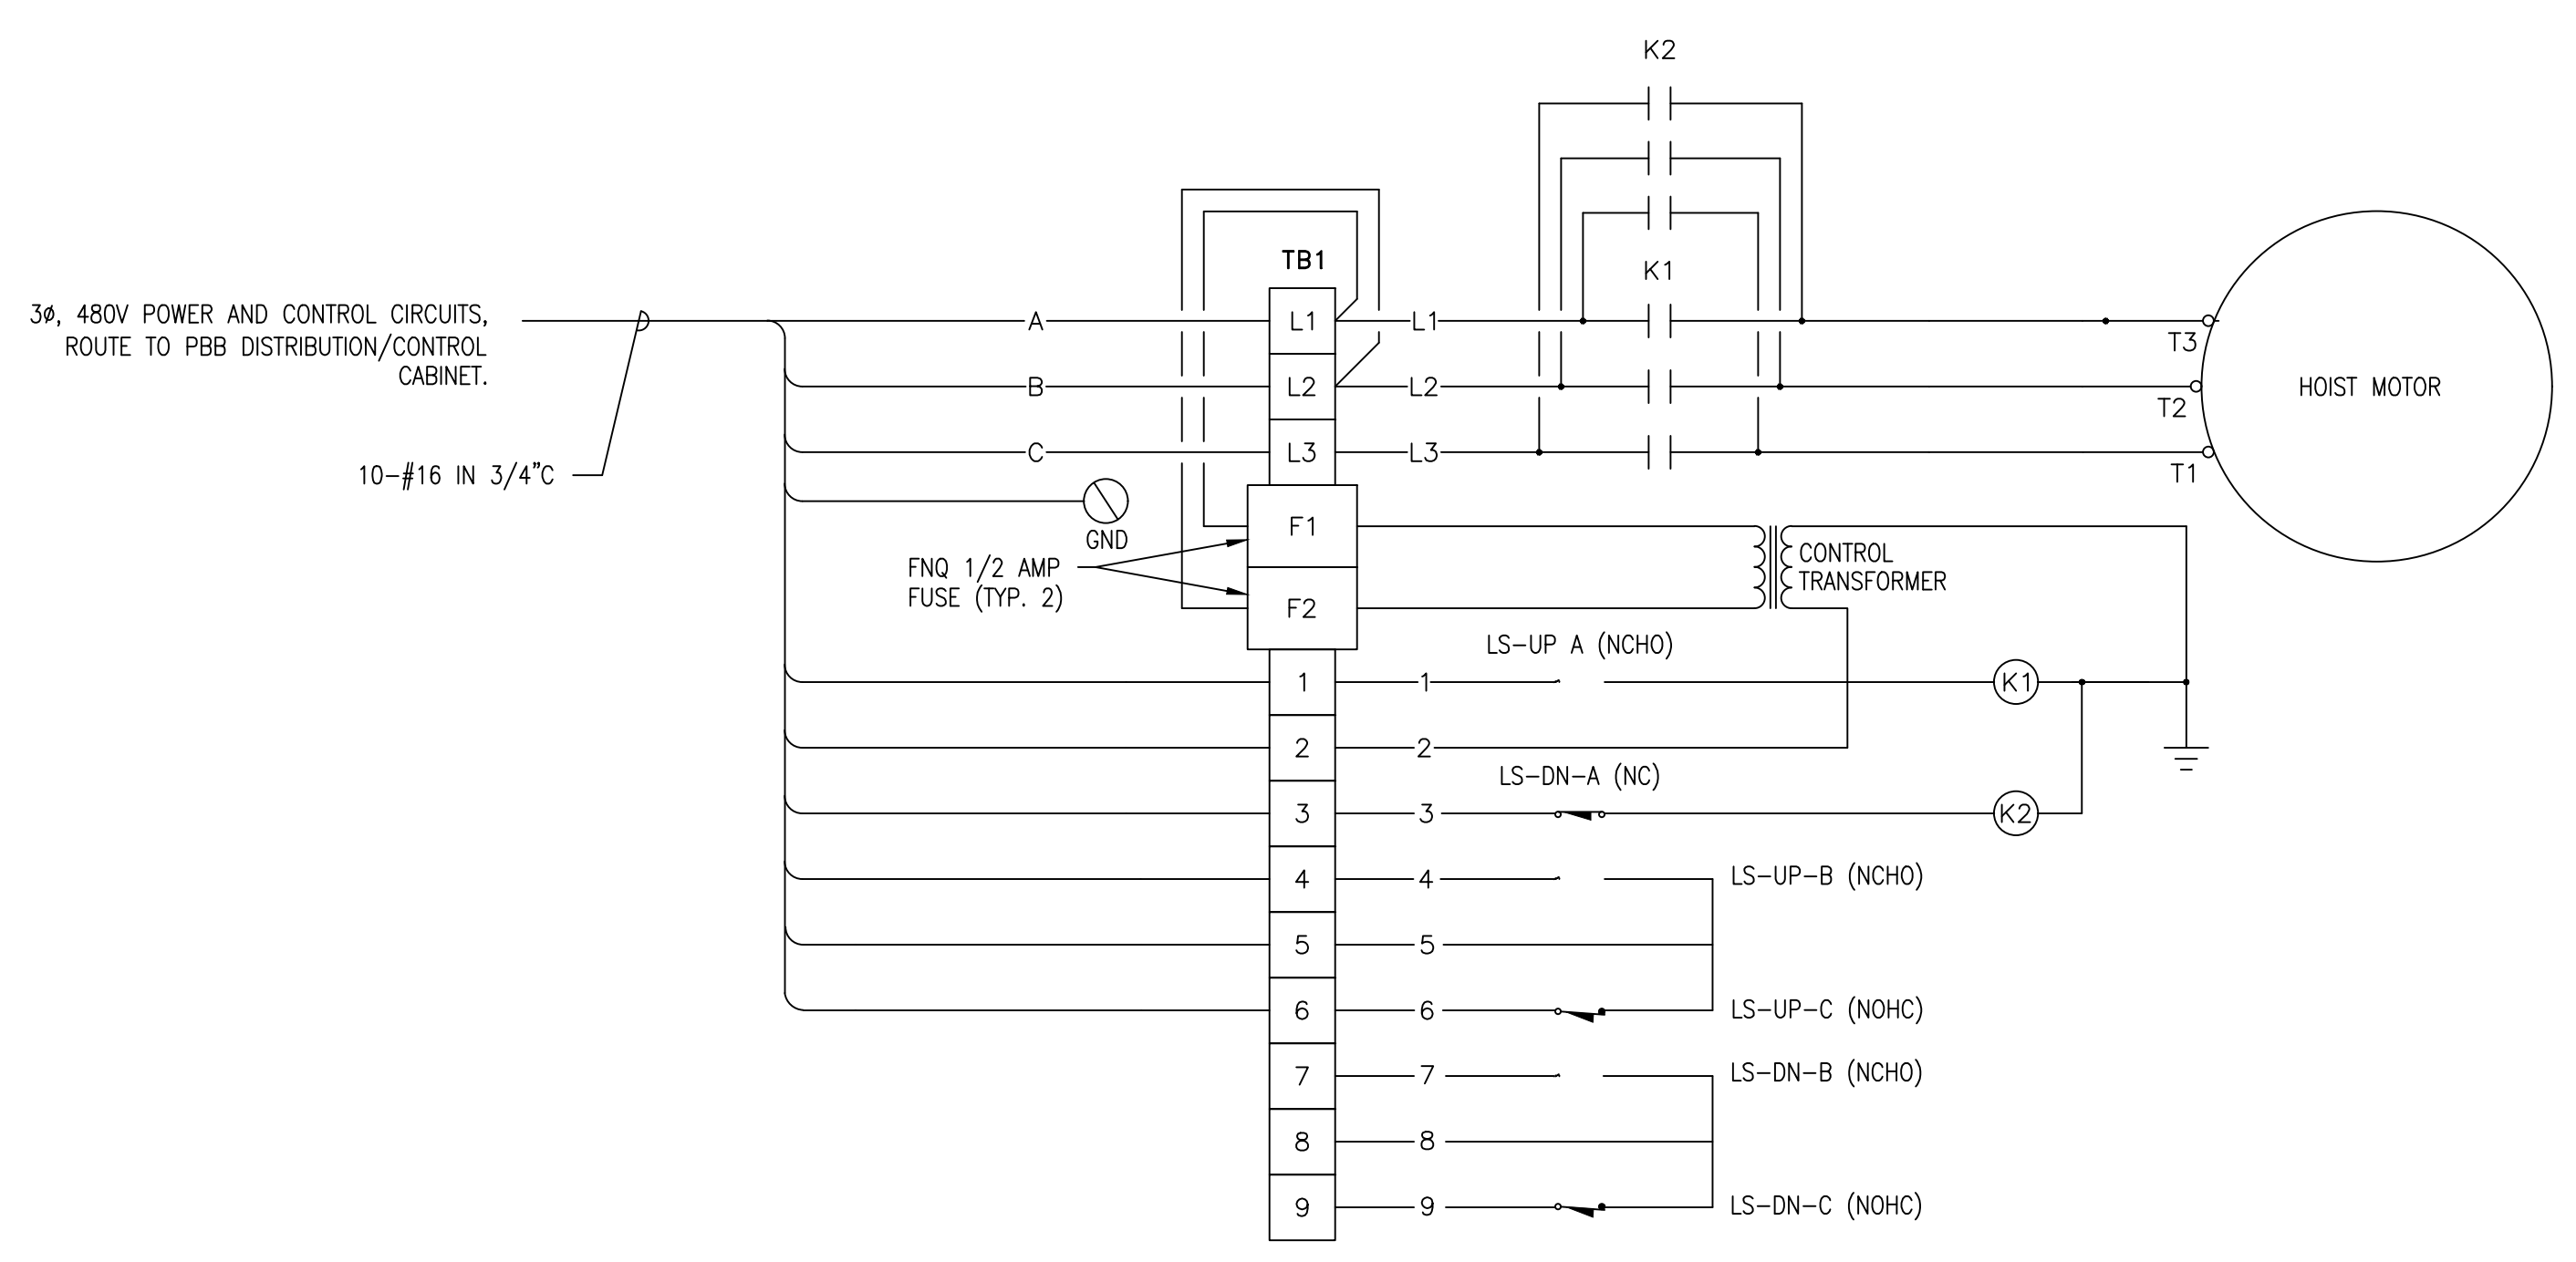 K2
TB1
K1
3ø, 480V POWER AND CONTROL CIRCUITS,
ROUTE TO PBB DISTRIBUTION/CONTROL
CABINET.
10-#16 IN 3/4"C
A
L1
L1
T3
B
L2
L2
T2
HOIST MOTOR
C
L3
L3
T1
GND
F1
FNQ 1/2 AMP
FUSE (TYP. 2)
F2
CONTROL
TRANSFORMER
LS-UP A (NCHO)
1
1
K1
2
2
LS-DN-A (NC)
3
3
K2
4
4
LS-UP-B (NCHO)
5
5
6
6
LS-UP-C (NOHC)
7
7
LS-DN-B (NCHO)
8
8
9
9
LS-DN-C (NOHC)